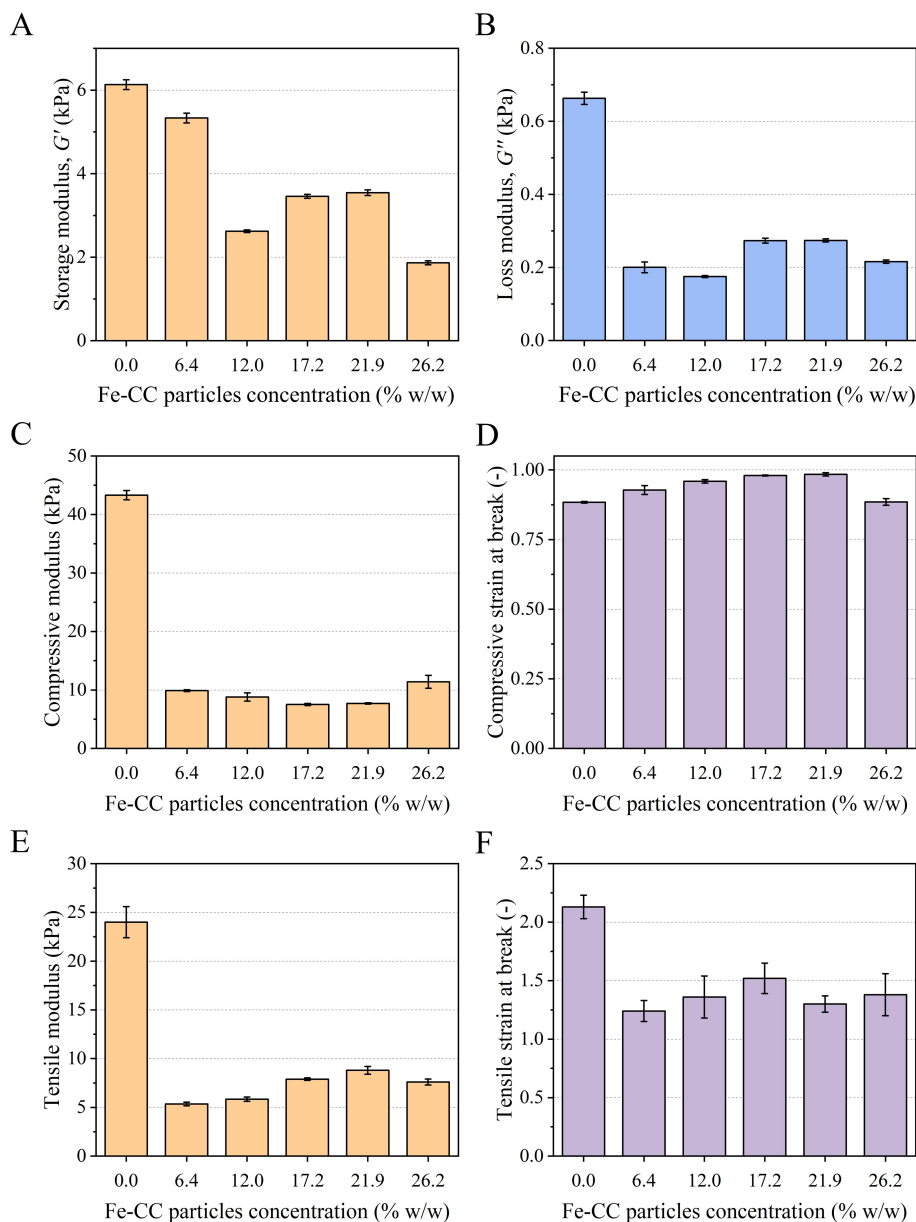 A
Storage modulus, G′ (kPa)
6
4
2
0
0.0 6.4 12.0 17.2 21.9 26.2
Fe-CC particles concentration (% w/w)
B
Loss modulus, G″ (kPa)
0.8
0.6
0.4
0.2
0.0
0.0 6.4 12.0 17.2 21.9 26.2
Fe-CC particles concentration (% w/w)
C
Compressive modulus (kPa)
50
40
30
20
10
0
0.0 6.4 12.0 17.2 21.9 26.2
Fe-CC particles concentration (% w/w)
D
Compressive strain at break (-)
1.00
0.75
0.50
0.25
0.00
0.0 6.4 12.0 17.2 21.9 26.2
Fe-CC particles concentration (% w/w)
E
Tensile modulus (kPa)
30
25
20
15
10
5
0
0.0 6.4 12.0 17.2 21.9 26.2
Fe-CC particles concentration (% w/w)
F
Tensile strain at break (-)
2.5
2.0
1.5
1.0
0.5
0.0
0.0 6.4 12.0 17.2 21.9 26.2
Fe-CC particles concentration (% w/w)